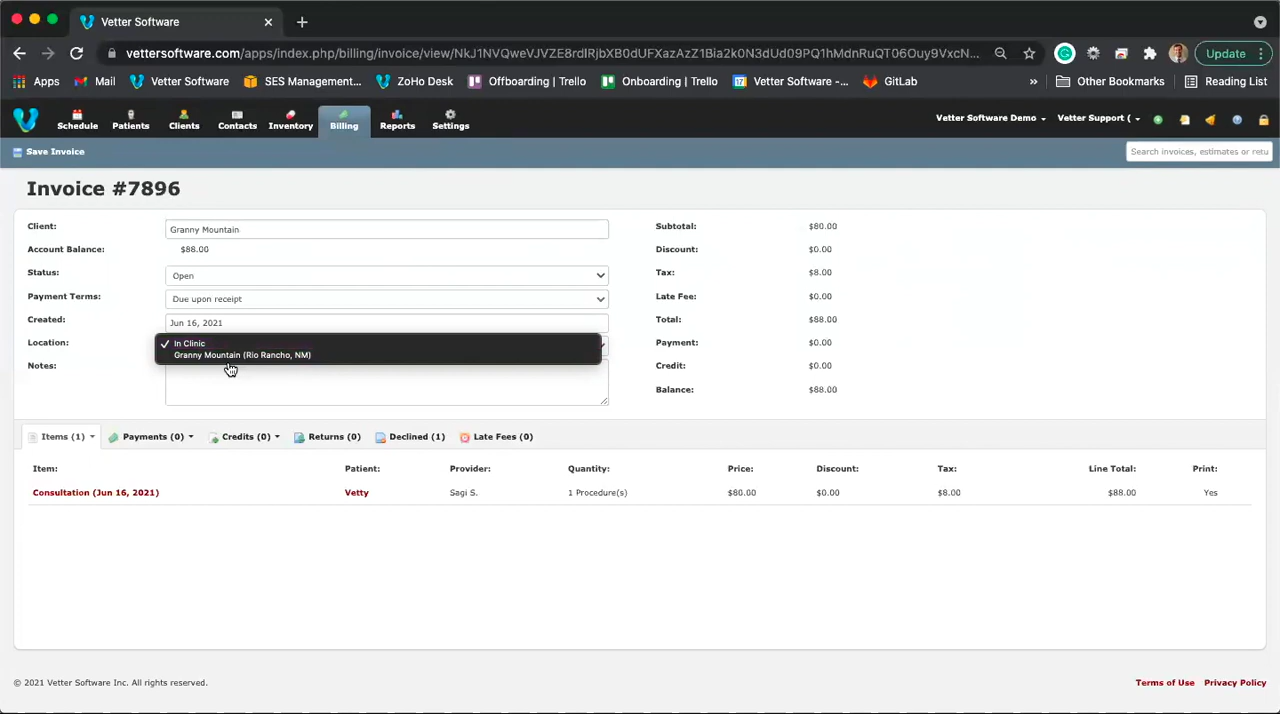 Vetter Software
vettersoftware.com/apps/index.php/billing/invoice/view/NkJ1NVQweVJVZE8rdlRjbXB0dUFXazAzZ1Bia2k0N3dUd09PQ1hMdnRuQT06Ouy9VxcN...
Update
Apps Mail Vetter Software SES Management... ZoHo Desk Offboarding | Trello Onboarding | Trello Vetter Software -... GitLab » Other Bookmarks Reading List
Schedule Patients Clients Contacts Inventory Billing Reports Settings Vetter Software Demo Vetter Support (
Save Invoice Search invoices, estimates or retu
Invoice #7896
Client: Granny Mountain Subtotal: $80.00
Account Balance: $88.00 Discount: $0.00
Status: Open Tax: $8.00
Payment Terms: Due upon receipt Late Fee: $0.00
Created: Jun 16, 2021 Total: $88.00
Location: In Clinic Payment: $0.00
Granny Mountain (Rio Rancho, NM)
Notes: Credit: $0.00
Balance: $88.00
Items (1) Payments (0) Credits (0) Returns (0) Declined (1) Late Fees (0)
Item: Patient: Provider: Quantity: Price: Discount: Tax: Line Total: Print:
Consultation (Jun 16, 2021) Vetty Sagi S. 1 Procedure(s) $80.00 $0.00 $8.00 $88.00 Yes
© 2021 Vetter Software Inc. All rights reserved. Terms of Use Privacy Policy